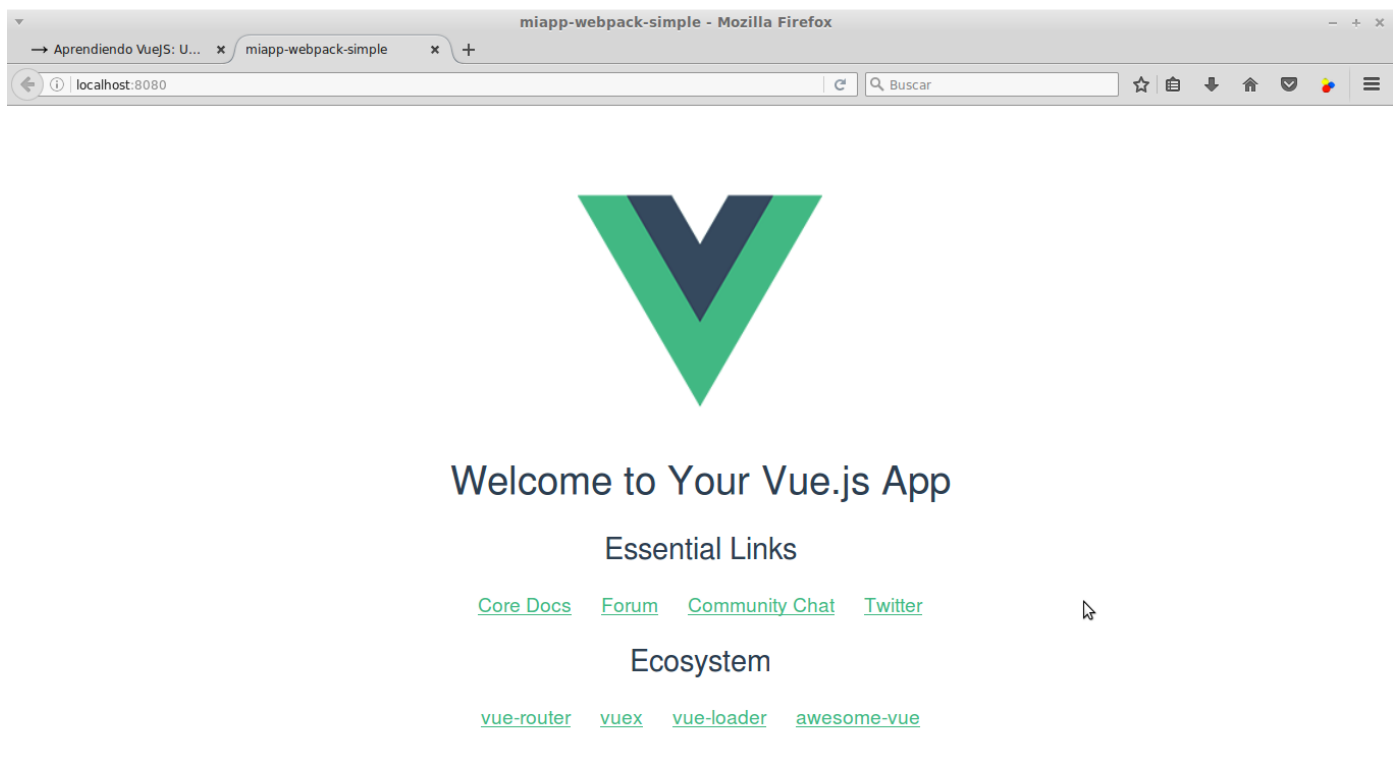 miapp-webpack-simple - Mozilla Firefox
→ Aprendiendo VueJS: U... miapp-webpack-simple
localhost:8080 Buscar
Welcome to Your Vue.js App
Essential Links
Core Docs Forum Community Chat Twitter
Ecosystem
vue-router vuex vue-loader awesome-vue